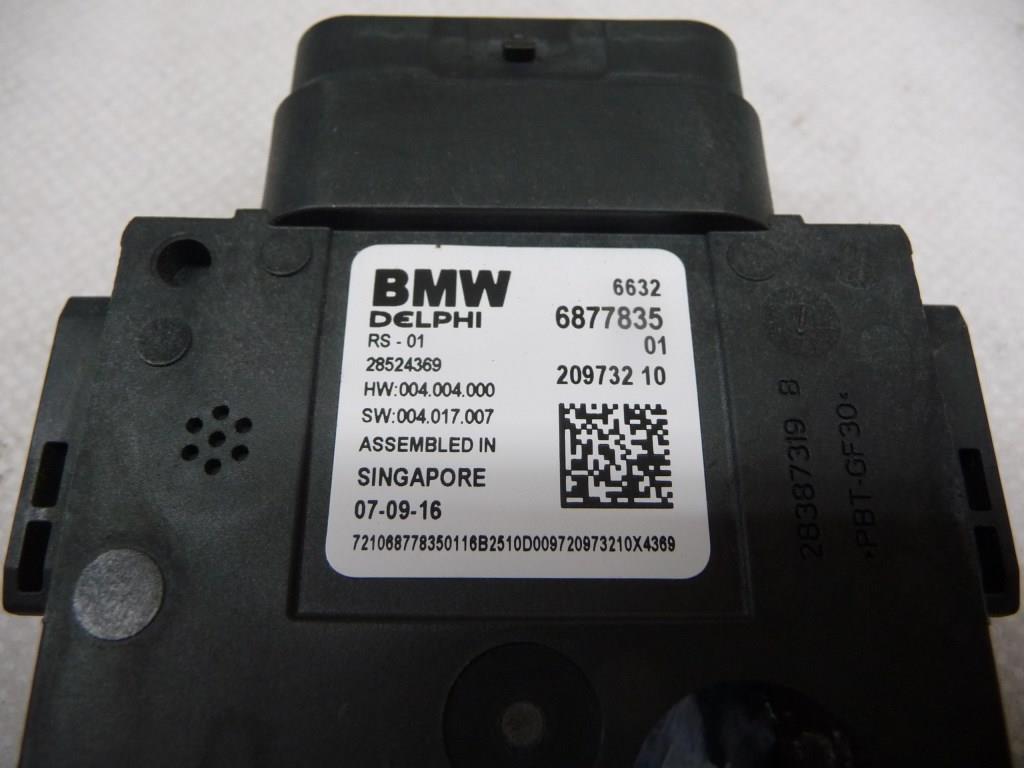 BMW
DELPHI
RS - 01
28524369
HW:004.004.000
SW:004.017.007
ASSEMBLED IN
SINGAPORE
07-09-16
6632
6877835
01
209732 10
721068778350116B2510D009720973210X4369
28387319 8
>PBT-GF30<